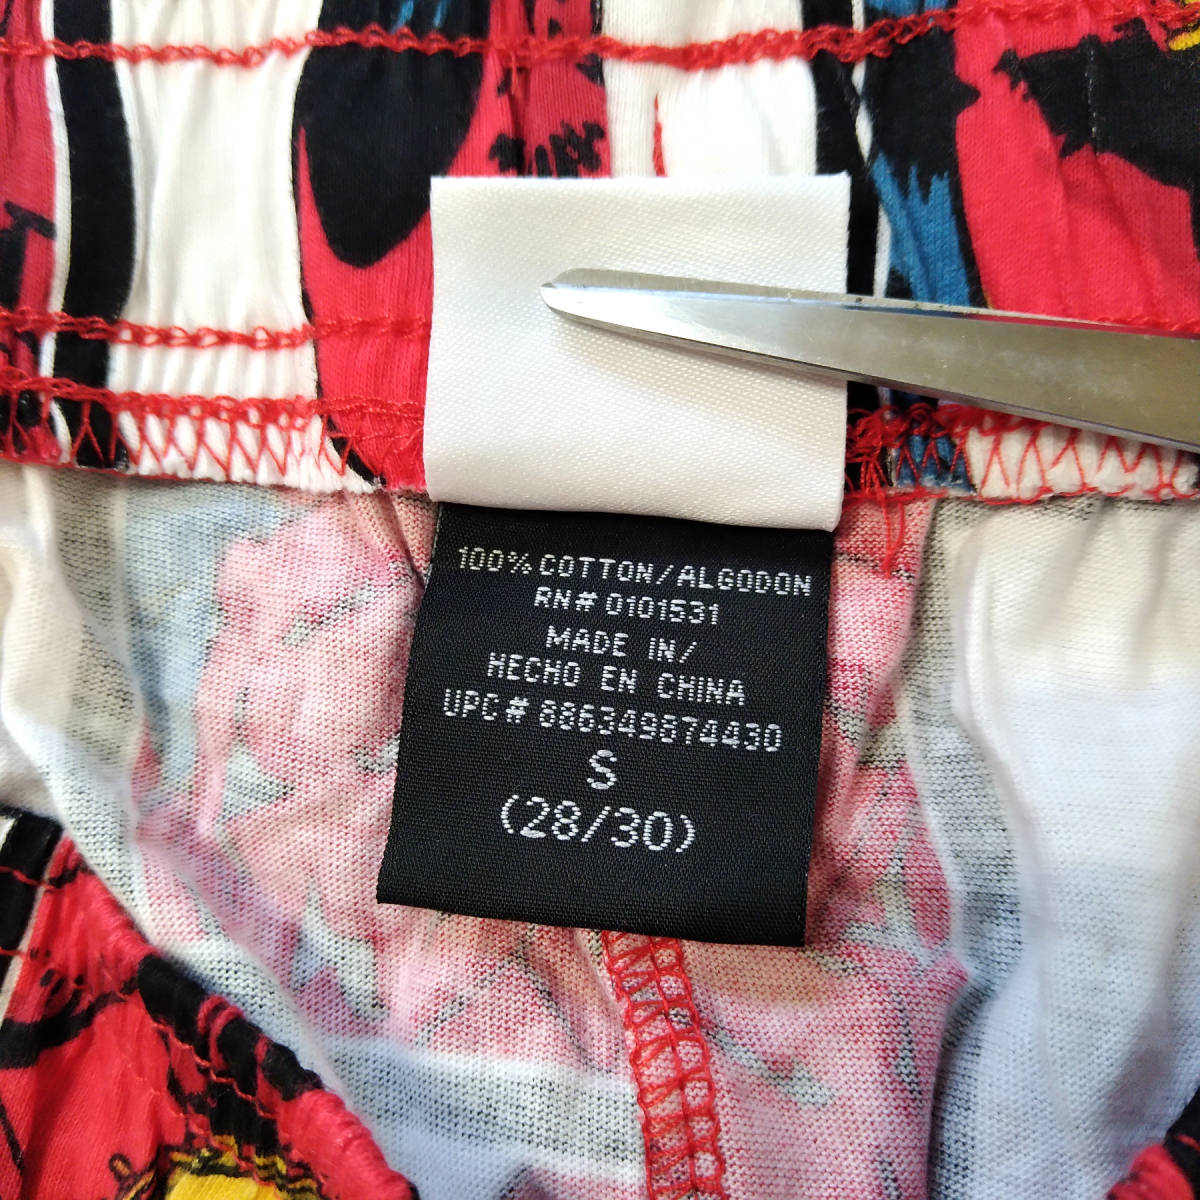 100% COTTON/ALGODON
RN# 0101531
MADE IN/
HECHO EN CHINA
UPC# 886349874430
S
(28/30)